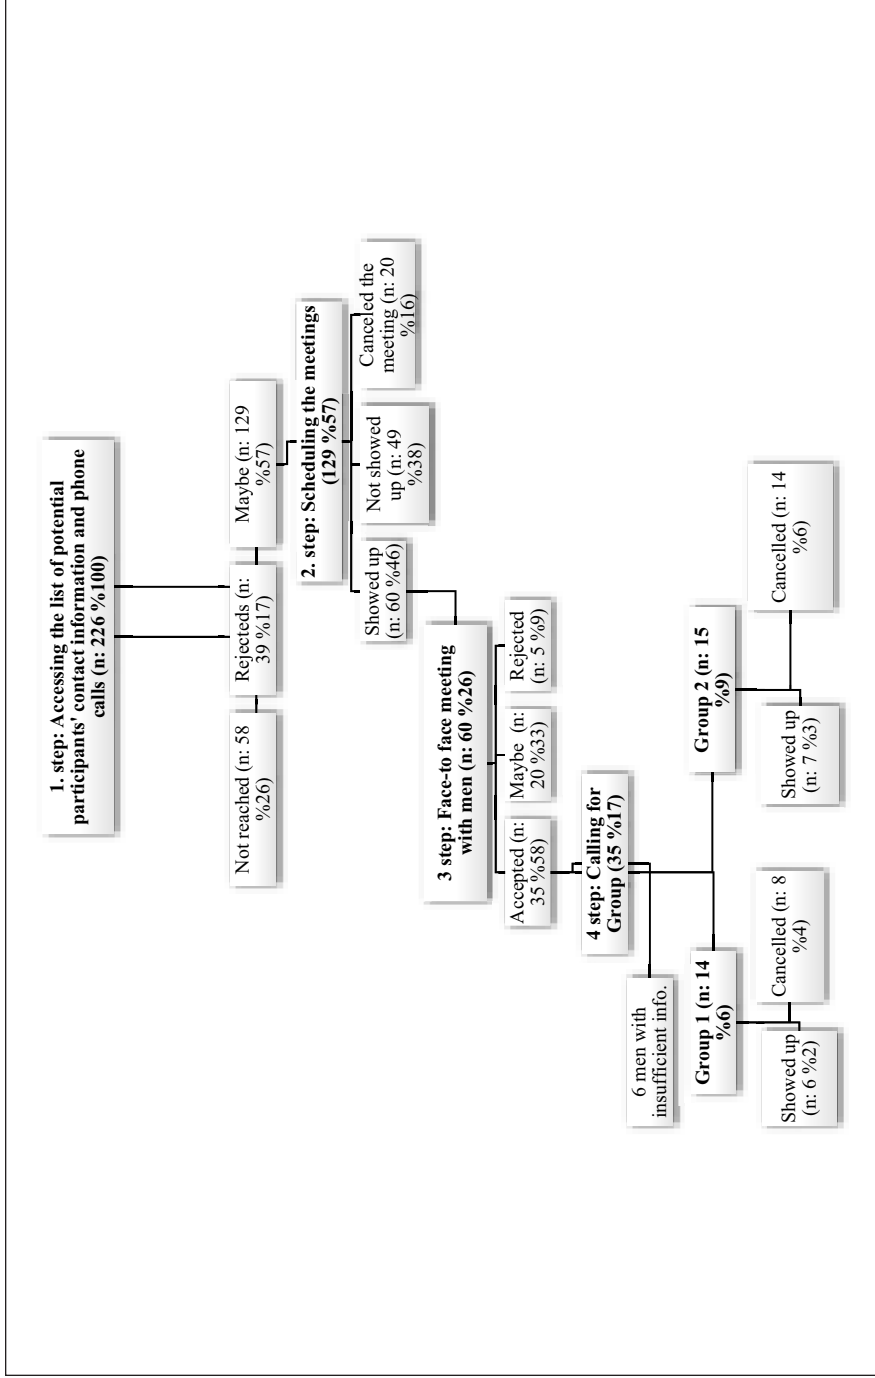 1. step: Accessing the list of potential
participants' contact information and phone
calls (n: 226 %100)
Not reached (n: 58
%26)
Rejecteds (n:
39 %17)
Maybe (n: 129
%57)
2. step: Scheduling the meetings
(129 %57)
Showed up
(n: 60 %46)
Not showed
up (n: 49
%38)
Canceled the
meeting (n: 20
%16)
3 step: Face-to face meeting
with men (n: 60 %26)
Accepted (n:
35 %58)
Maybe (n:
20 %33)
Rejected
(n: 5 %9)
4 step: Calling for
Group (35 %17)
6 men with
insufficient info.
Group 1 (n: 14
%6)
Group 2 (n: 15
%9)
Showed up
(n: 6 %2)
Cancelled (n: 8
%4)
Showed up
(n: 7 %3)
Cancelled (n: 14
%6)